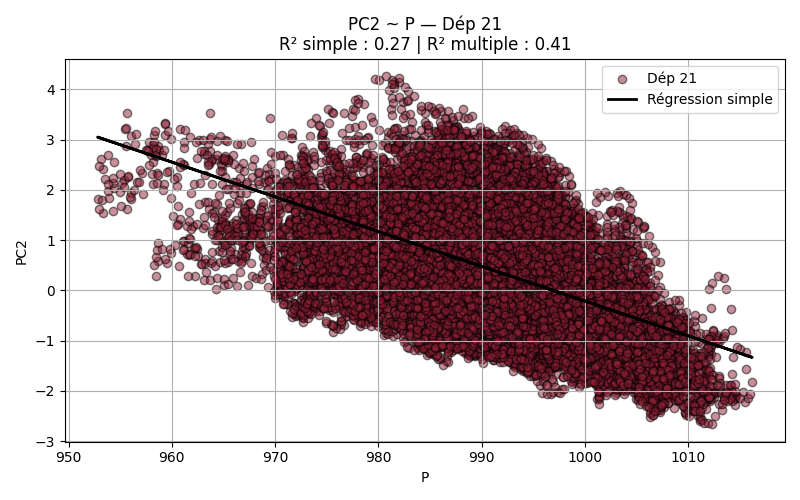 PC2 ~ P — Dép 21
R² simple : 0.27 | R² multiple : 0.41
Dép 21
Régression simple
4
3
2
1
0
−1
−2
−3
PC2
950 960 970 980 990 1000 1010
P